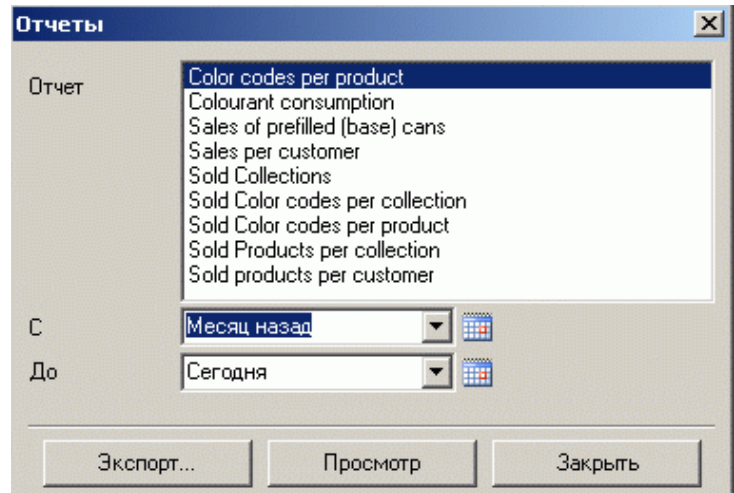 Отчеты
Отчет
Color codes per product
Colourant consumption
Sales of prefilled (base) cans
Sales per customer
Sold Collections
Sold Color codes per collection
Sold Color codes per product
Sold Products per collection
Sold products per customer
С Месяц назад
До Сегодня
Экспорт... Просмотр Закрыть